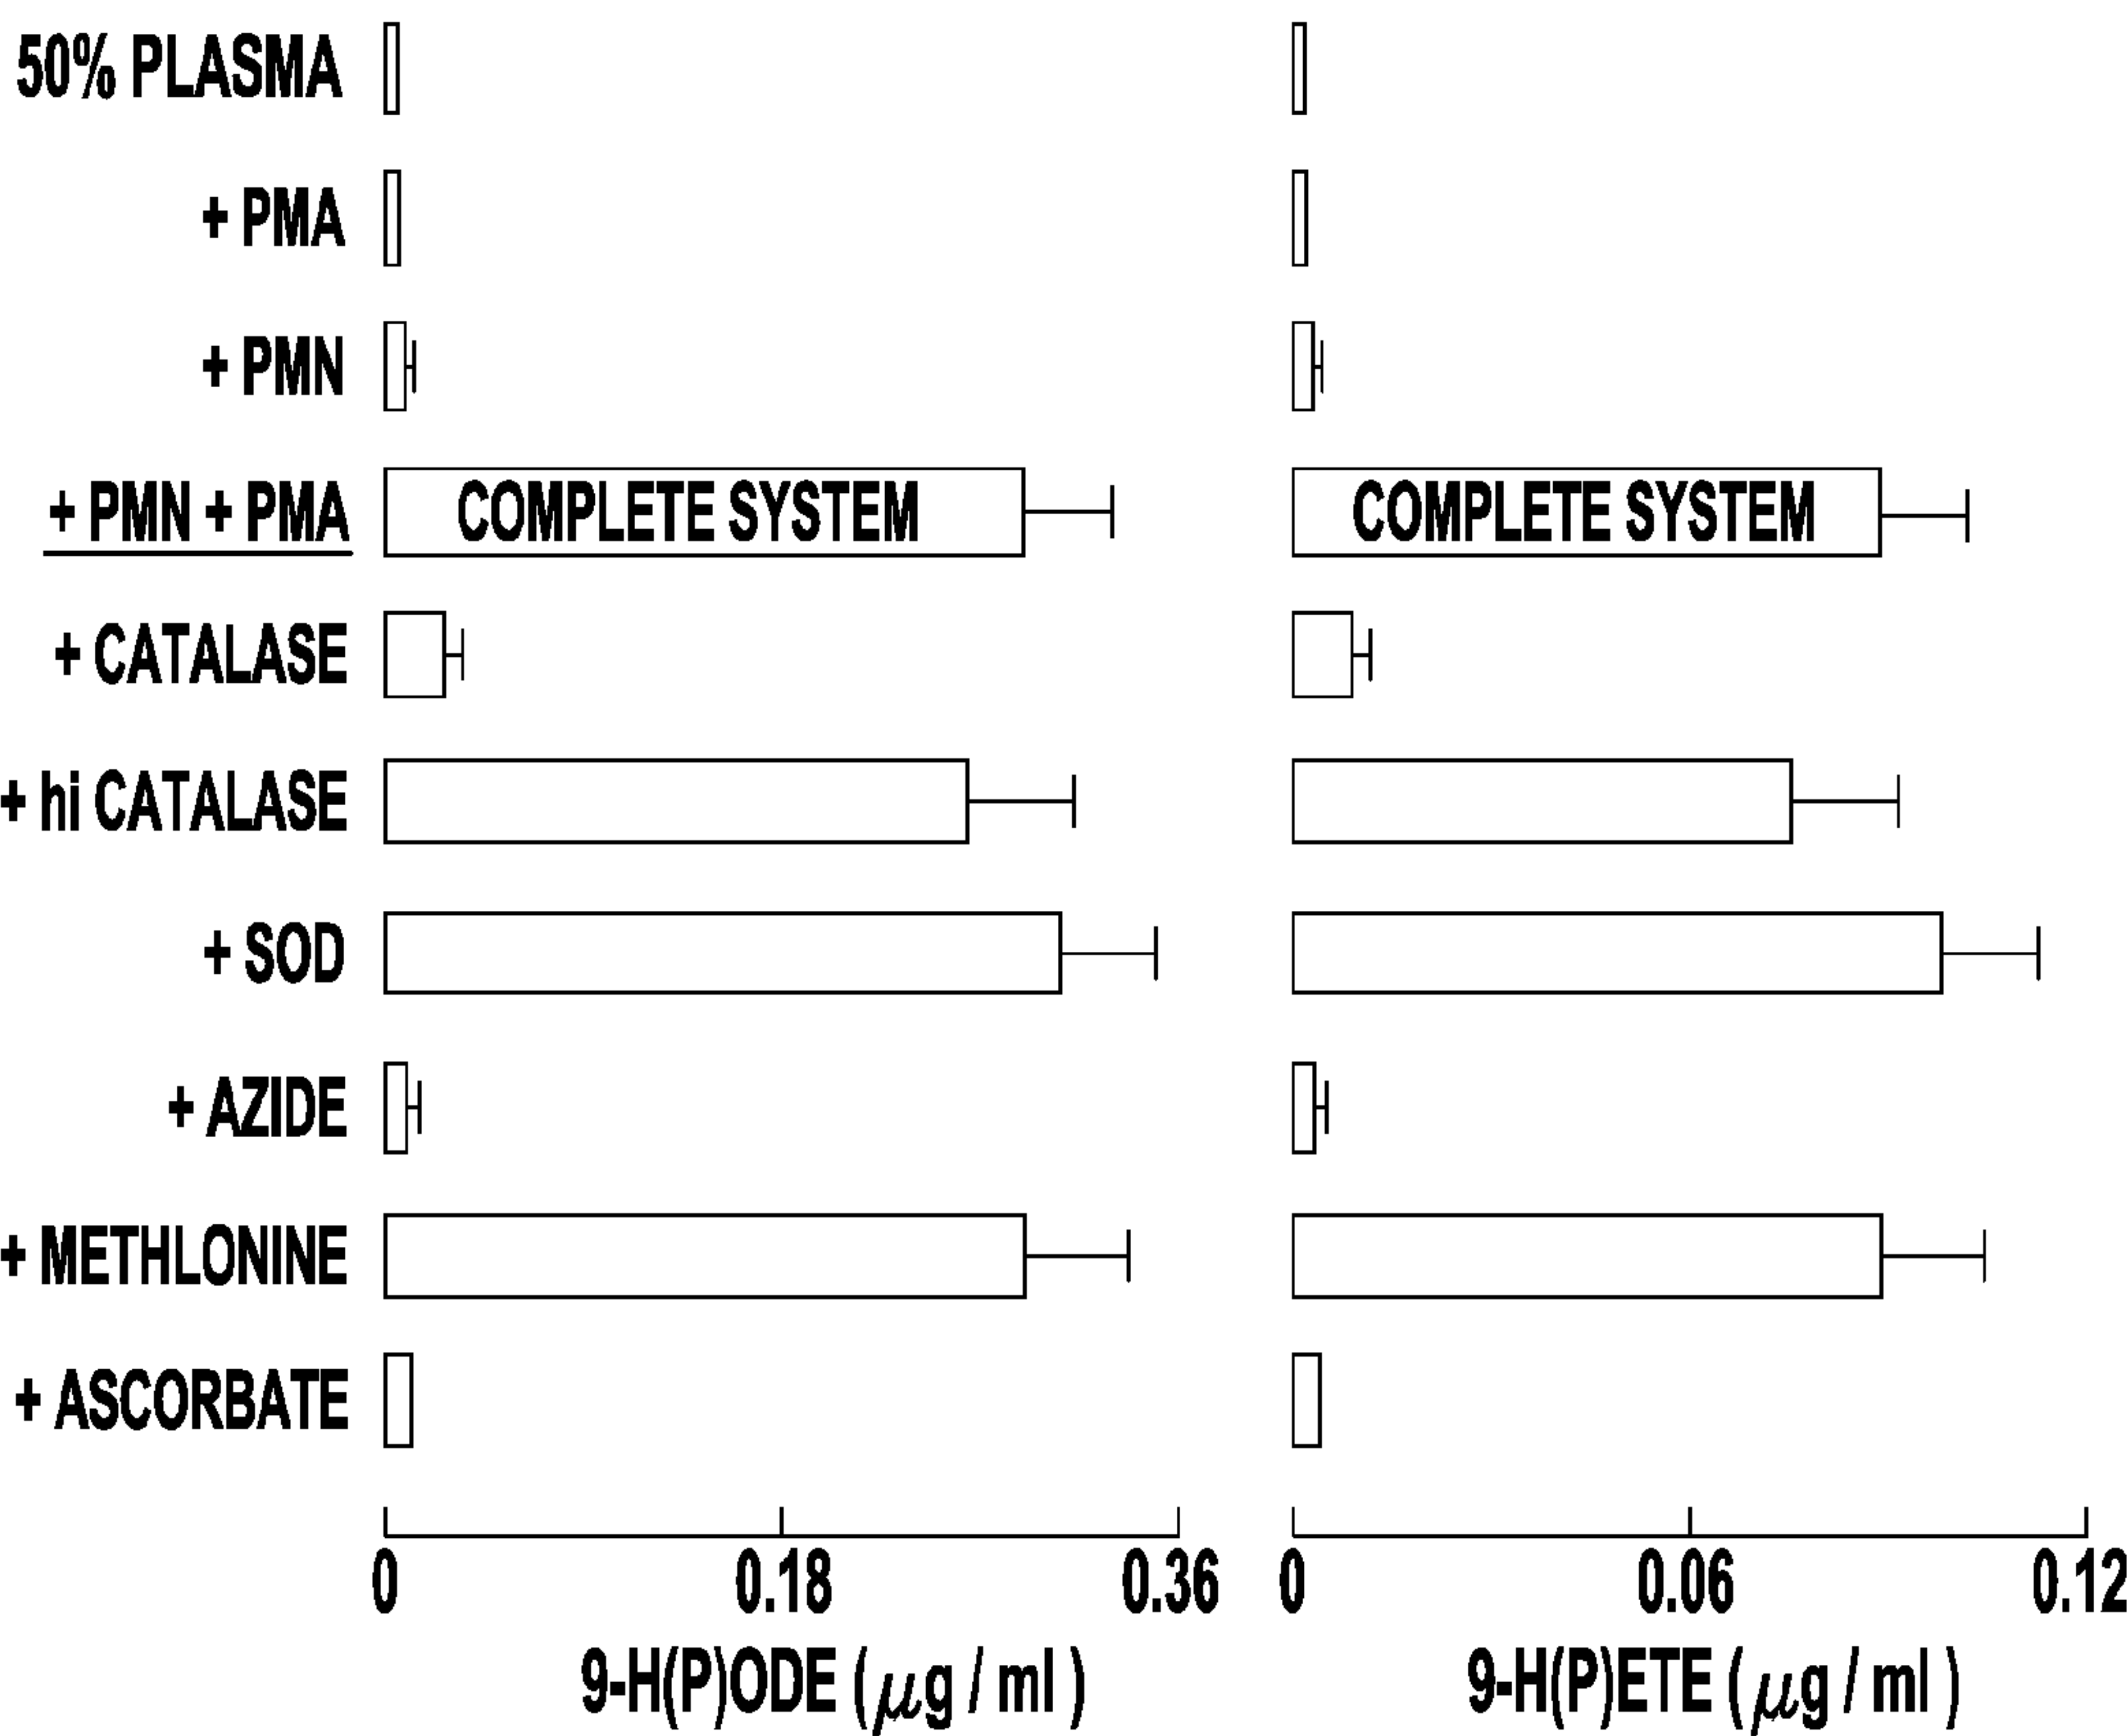 50% PLASMA
+ PMA
+ PMN
+ PMN + PMA
COMPLETE SYSTEM
COMPLETE SYSTEM
+ CATALASE
+ hi CATALASE
+ SOD
+ AZIDE
+ METHLONINE
+ ASCORBATE
0 0.18 0.36
0 0.06 0.12
9-H(P)ODE (μg / ml )
9-H(P)ETE (μg / ml )